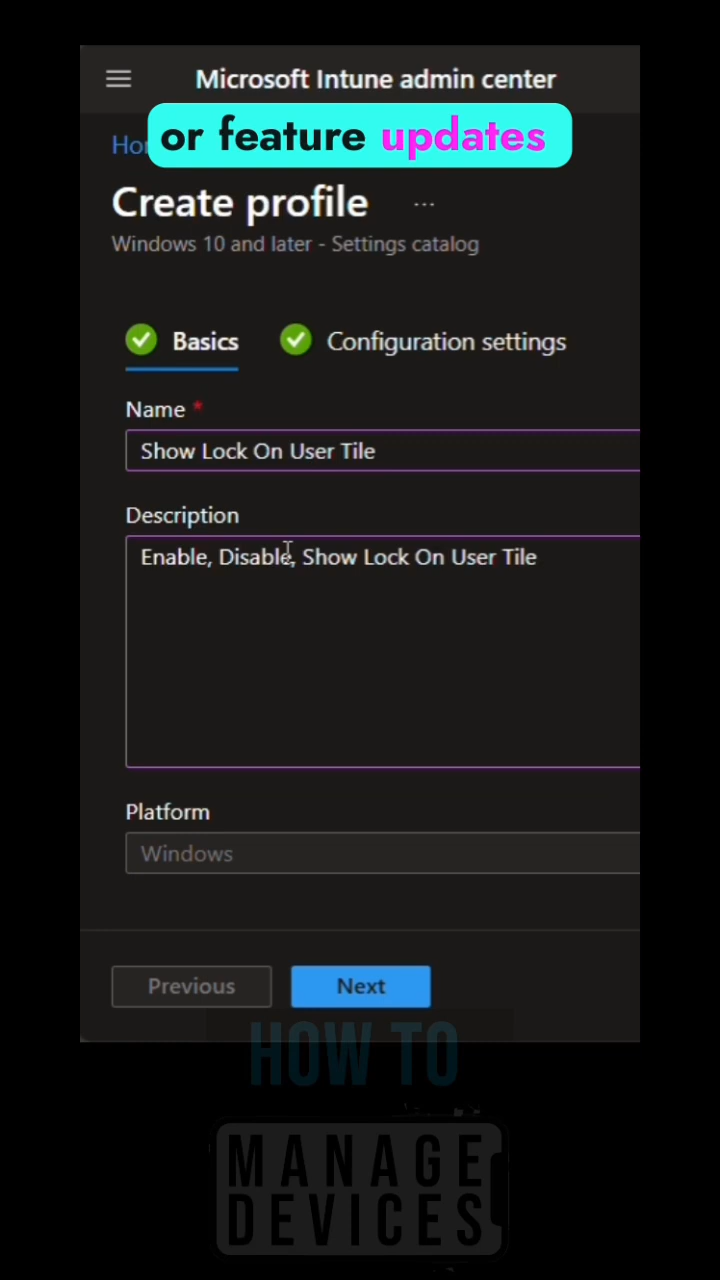 Microsoft Intune admin center
or feature updates
Create profile ...
Windows 10 and later - Settings catalog
Basics Configuration settings
Name *
Show Lock On User Tile
Description
Enable, Disable, Show Lock On User Tile
Platform
Windows
Previous Next
HOW TO
MANAGE
DEVICES